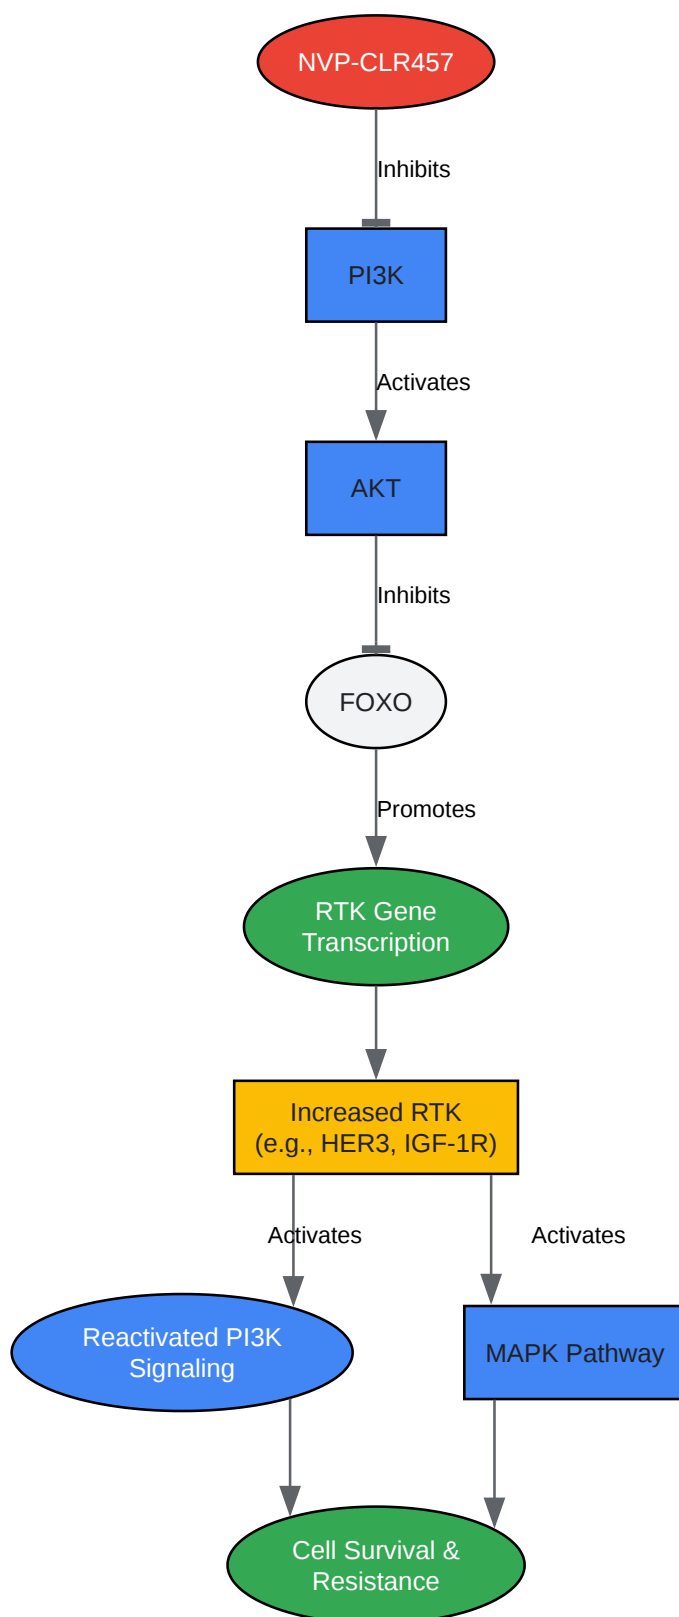 NVP-CLR457
Inhibits
PI3K
Activates
AKT
Inhibits
FOXO
Promotes
RTK Gene
Transcription
Increased RTK
(e.g., HER3, IGF-1R)
Activates
Activates
Reactivated PI3K
Signaling
MAPK Pathway
Cell Survival &
Resistance